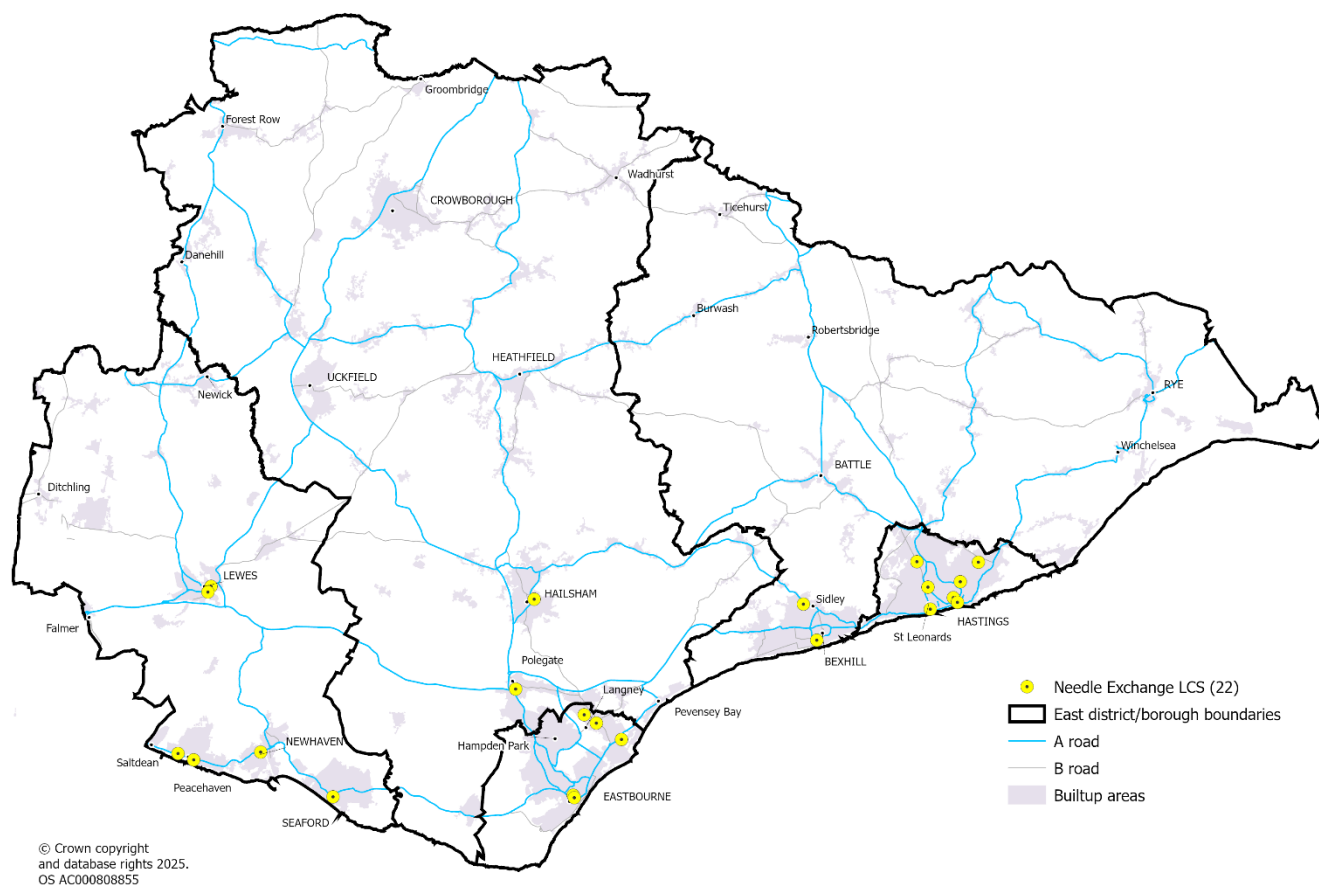 Groombridge
Forest Row
Wadhurst
CROWBOROUGH
Ticehurst
Danehill
Burwash
Robertsbridge
HEATHFIELD
UCKFIELD
Newick
RYE
Winchelsea
BATTLE
Ditchling
LEWES
HAILSHAM
Sidley
HASTINGS
Falmer
St Leonards
BEXHILL
Polegate
Langney
Pevensey Bay
Hampden Park
NEWHAVEN
Saltdean
Peacehaven
EASTBOURNE
SEAFORD
Needle Exchange LCS (22)
East district/borough boundaries
A road
B road
Builtup areas
© Crown copyright
and database rights 2025.
OS AC000808855